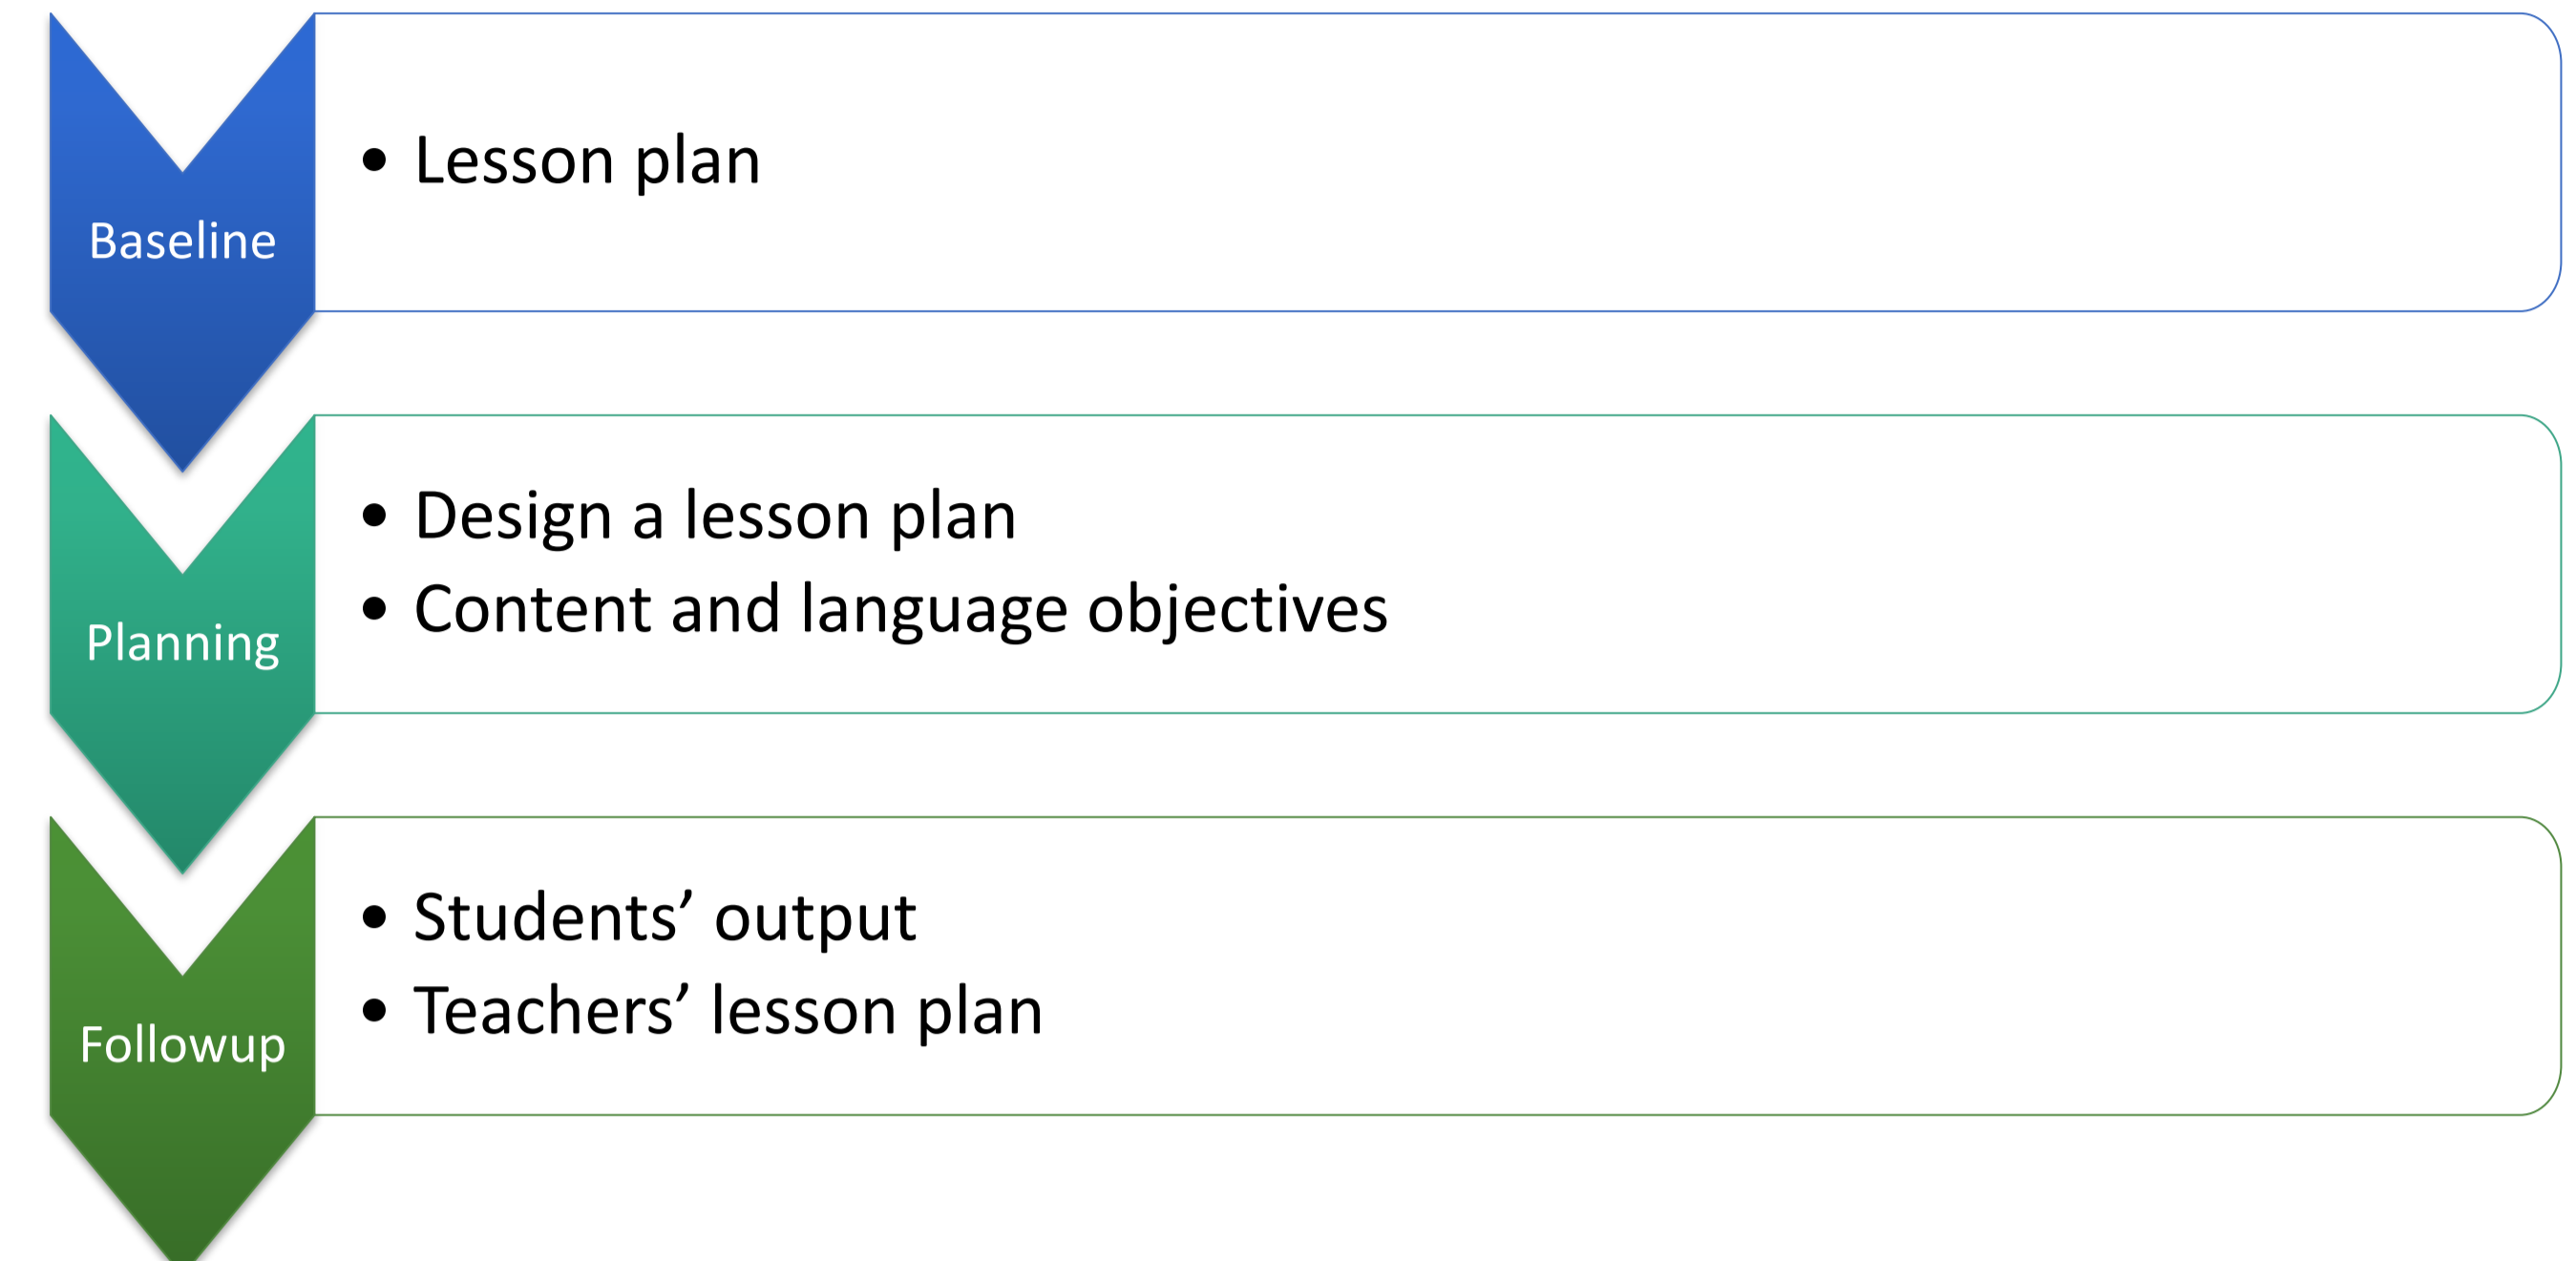 Baseline
• Lesson plan
Planning
• Design a lesson plan
• Content and language objectives
Followup
• Students’ output
• Teachers’ lesson plan